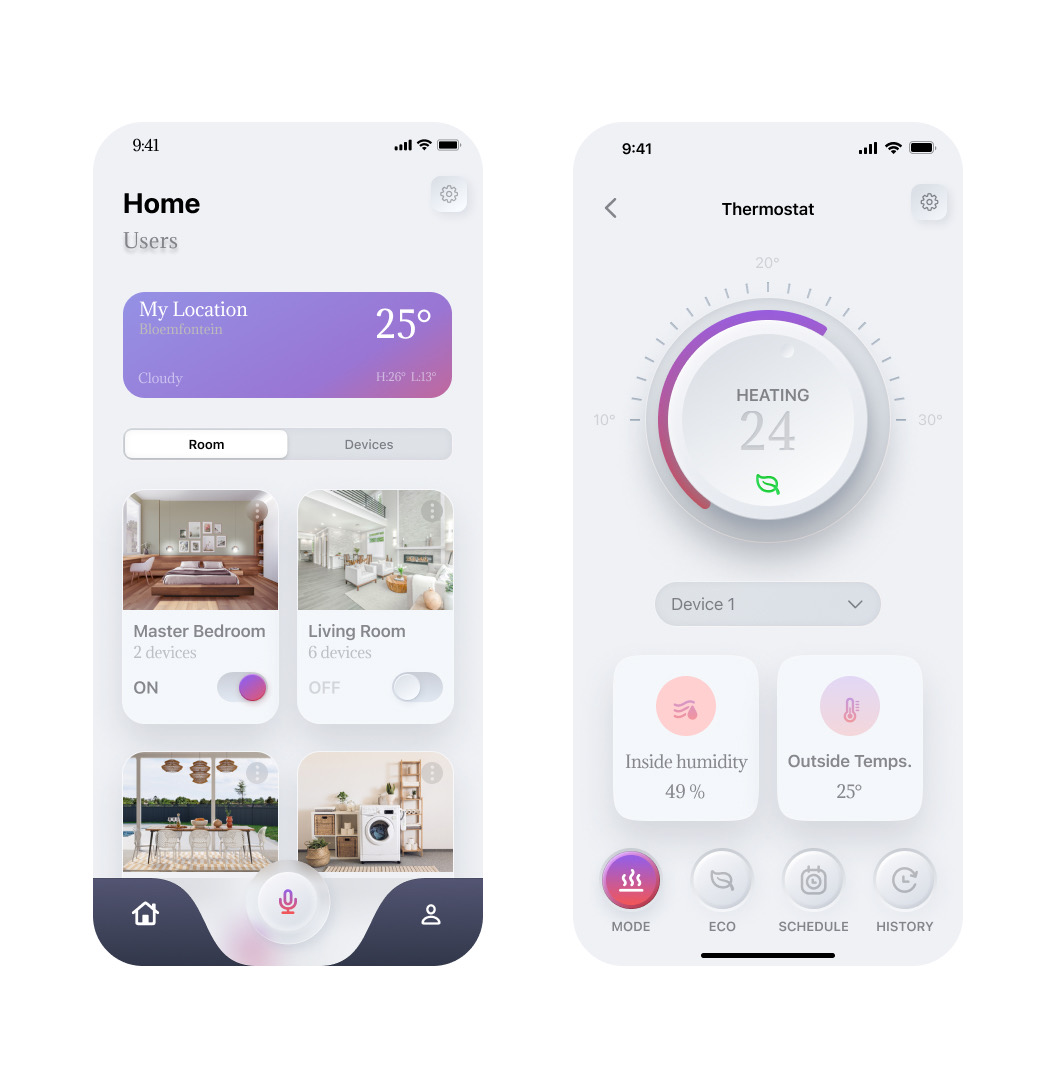 9:41
Home
Users
My Location
Bloemfontein
25°
Cloudy
H:26° L:13°
Room
Devices
Master Bedroom
2 devices
ON
Living Room
6 devices
OFF
9:41
Thermostat
20°
10°
30°
HEATING
24
Device 1
Inside humidity
49 %
Outside Temps.
25°
MODE
ECO
SCHEDULE
HISTORY